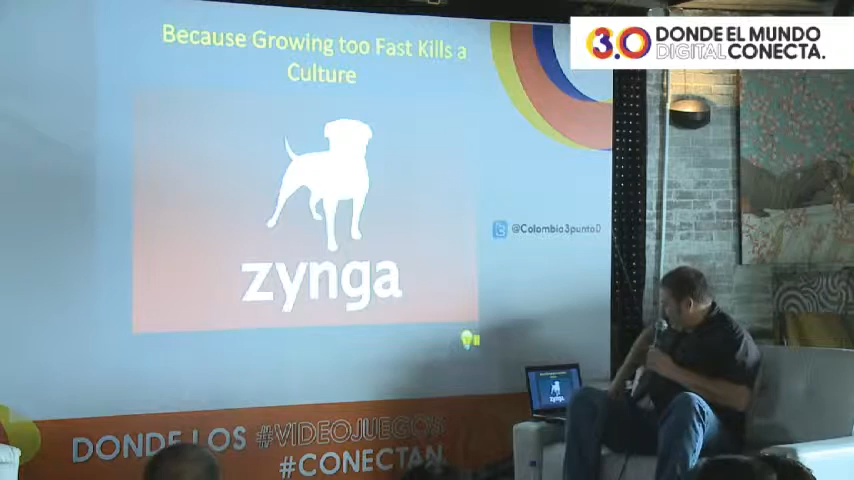 Because Growing too Fast Kills a
Culture
3.0 DONDE EL MUNDO
DIGITAL CONECTA.
@Colombia3punto0
zynga
zynga
DONDE LOS #VIDEOJUEGOS
#CONECTAN